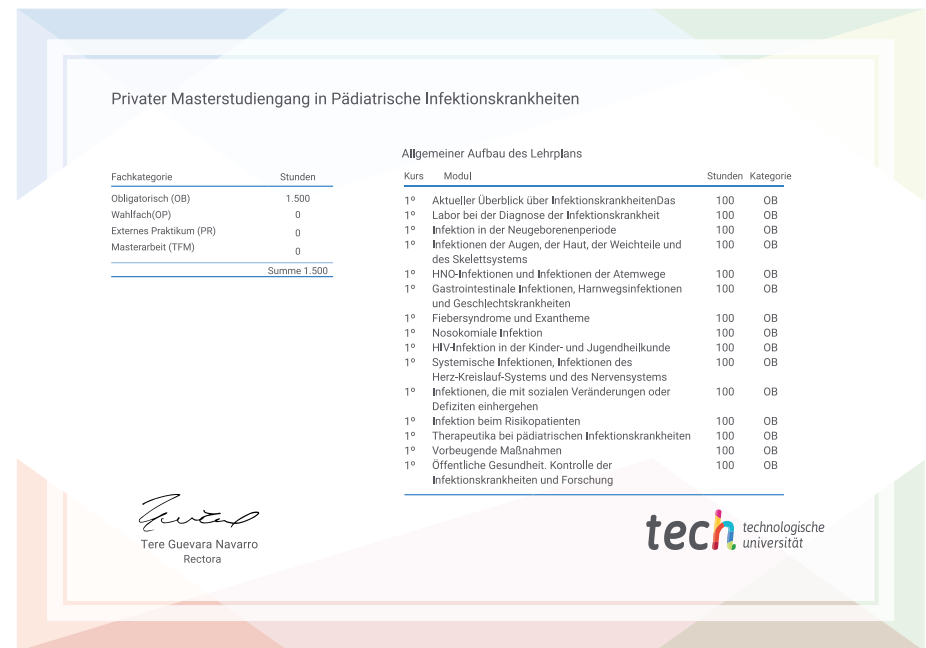 Privater Masterstudiengang in Pädiatrische Infektionskrankheiten
Fachkategorie Stunden
Obligatorisch (OB) 1.500
Wahlfach(OP) 0
Externes Praktikum (PR) 0
Masterarbeit (TFM) 0
Summe 1.500
Allgemeiner Aufbau des Lehrplans
Kurs Modul Stunden Kategorie
1º Aktueller Überblick über InfektionskrankheitenDas 100 OB
1º Labor bei der Diagnose der Infektionskrankheit 100 OB
1º Infektion in der Neugeborenenperiode 100 OB
1º Infektionen der Augen, der Haut, der Weichteile und 100 OB
des Skelettsystems
1º HNO-Infektionen und Infektionen der Atemwege 100 OB
1º Gastrointestinale Infektionen, Harnwegsinfektionen 100 OB
und Geschlechtskrankheiten
1º Fiebersyndrome und Exantheme 100 OB
1º Nosokomiale Infektion 100 OB
1º HIV-Infektion in der Kinder- und Jugendheilkunde 100 OB
1º Systemische Infektionen, Infektionen des 100 OB
Herz-Kreislauf-Systems und des Nervensystems
1º Infektionen, die mit sozialen Veränderungen oder 100 OB
Defiziten einhergehen
1º Infektion beim Risikopatienten 100 OB
1º Therapeutika bei pädiatrischen Infektionskrankheiten 100 OB
1º Vorbeugende Maßnahmen 100 OB
1º Öffentliche Gesundheit. Kontrolle der 100 OB
Infektionskrankheiten und Forschung
Tere Guevara Navarro
Rectora
tech technologische
universität